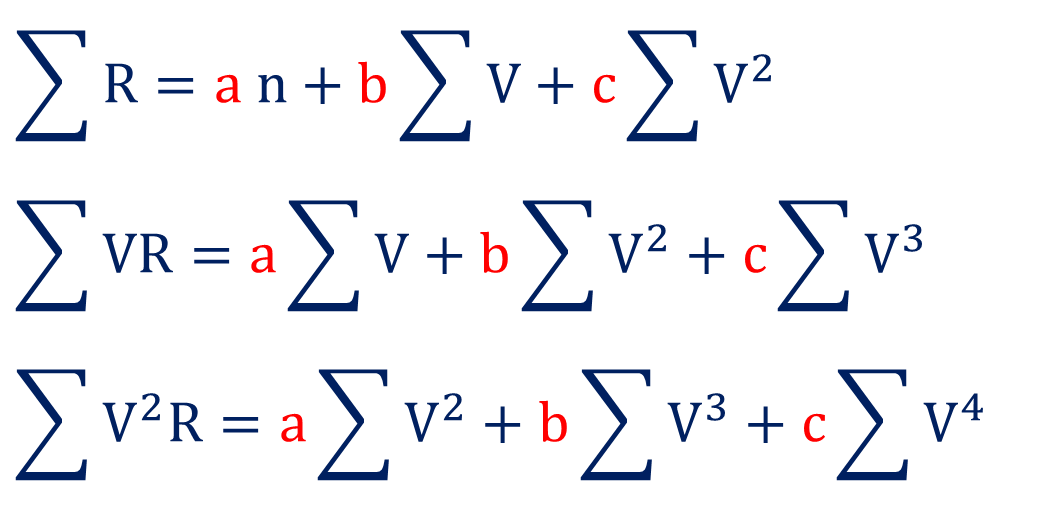 ∑ R = a n + b ∑ V + c ∑ V²
∑ VR = a ∑ V + b ∑ V² + c ∑ V³
∑ V²R = a ∑ V² + b ∑ V³ + c ∑ V⁴